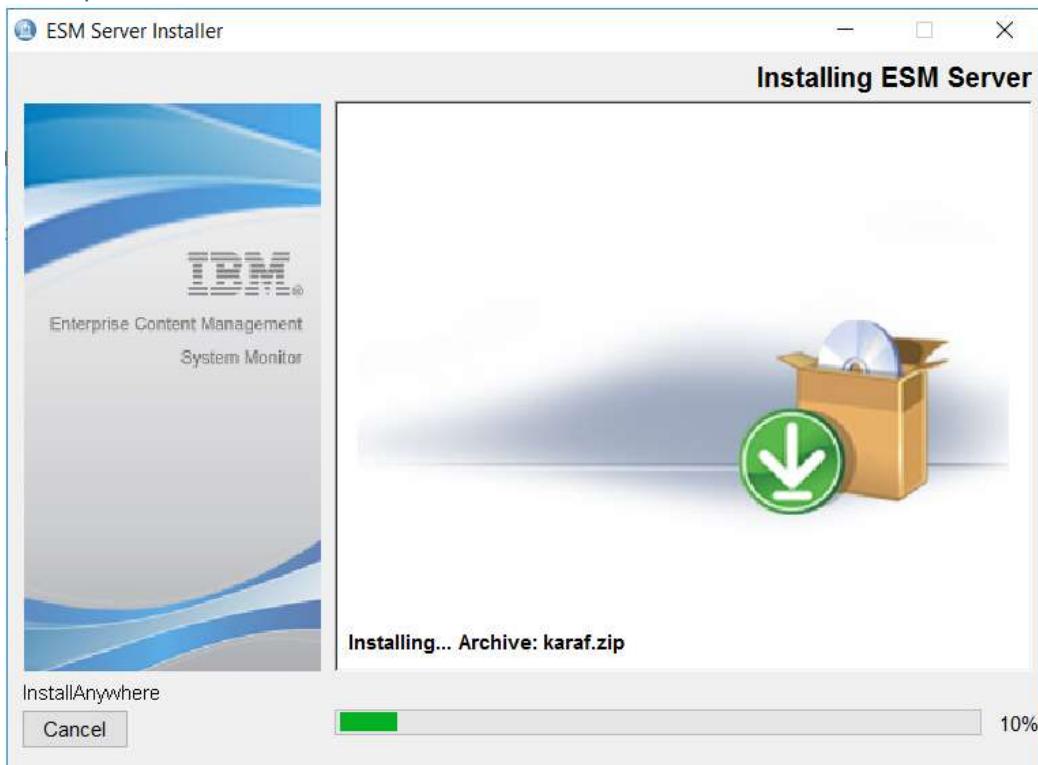 ESM Server Installer
Installing ESM Server
IBM®
Enterprise Content Management
System Monitor
Installing... Archive: karaf.zip
InstallAnywhere
Cancel
10%